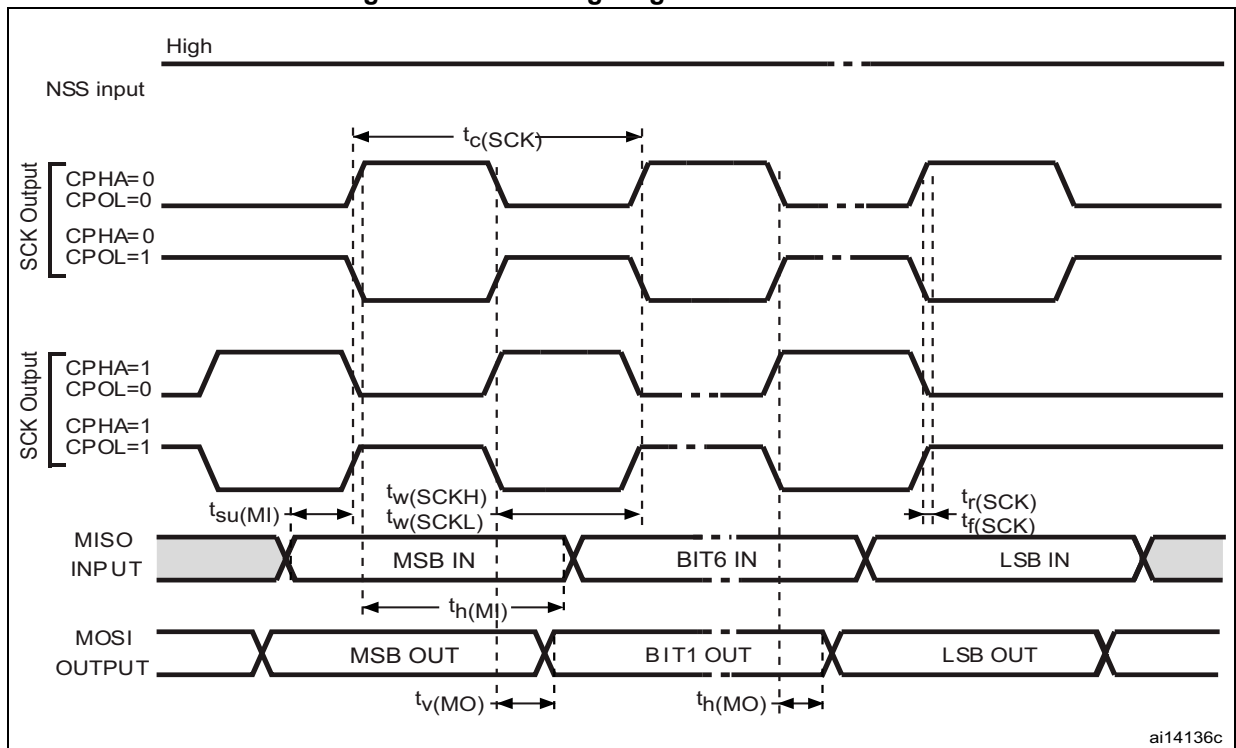 High
NSS input
tc(SCK)
SCK Output
CPHA=0
CPOL=0
CPHA=0
CPOL=1
SCK Output
CPHA=1
CPOL=0
CPHA=1
CPOL=1
tsu(MI)
tw(SCKH)
tw(SCKL)
tr(SCK)
tf(SCK)
MISO
INPUT
MSB IN
BIT6 IN
LSB IN
th(MI)
MOSI
OUTPUT
MSB OUT
BIT1 OUT
LSB OUT
tv(MO)
th(MO)
ai14136c